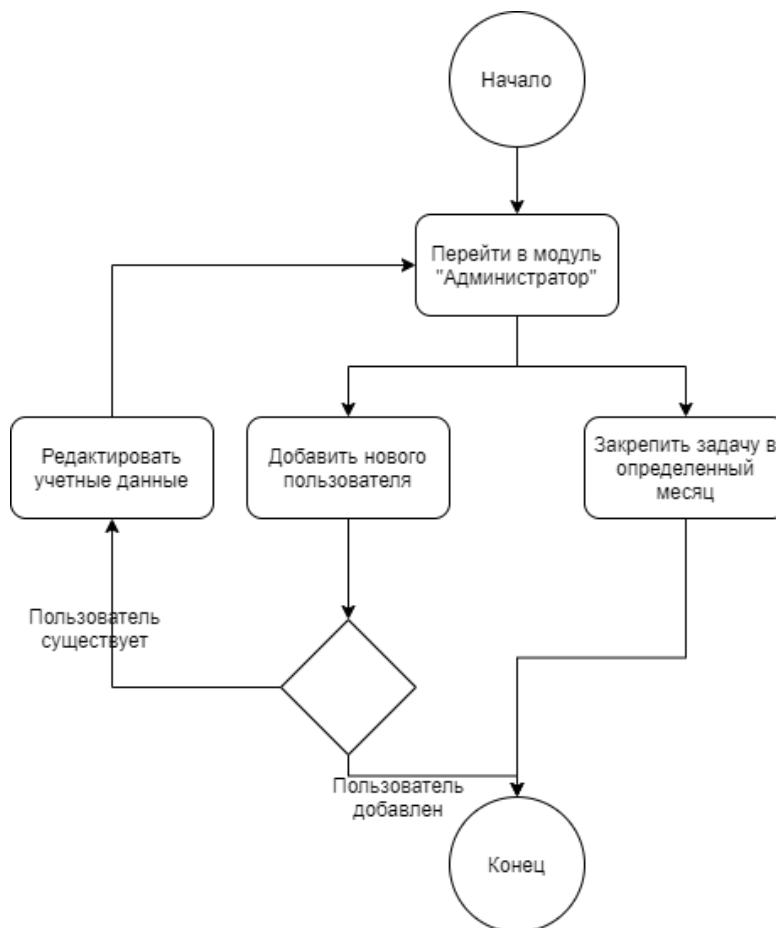 Начало
Перейти в модуль
"Администратор"
Редактировать
учетные данные
Добавить нового
пользователя
Закрепить задачу в
определенный
месяц
Пользователь
существует
Пользователь
добавлен
Конец